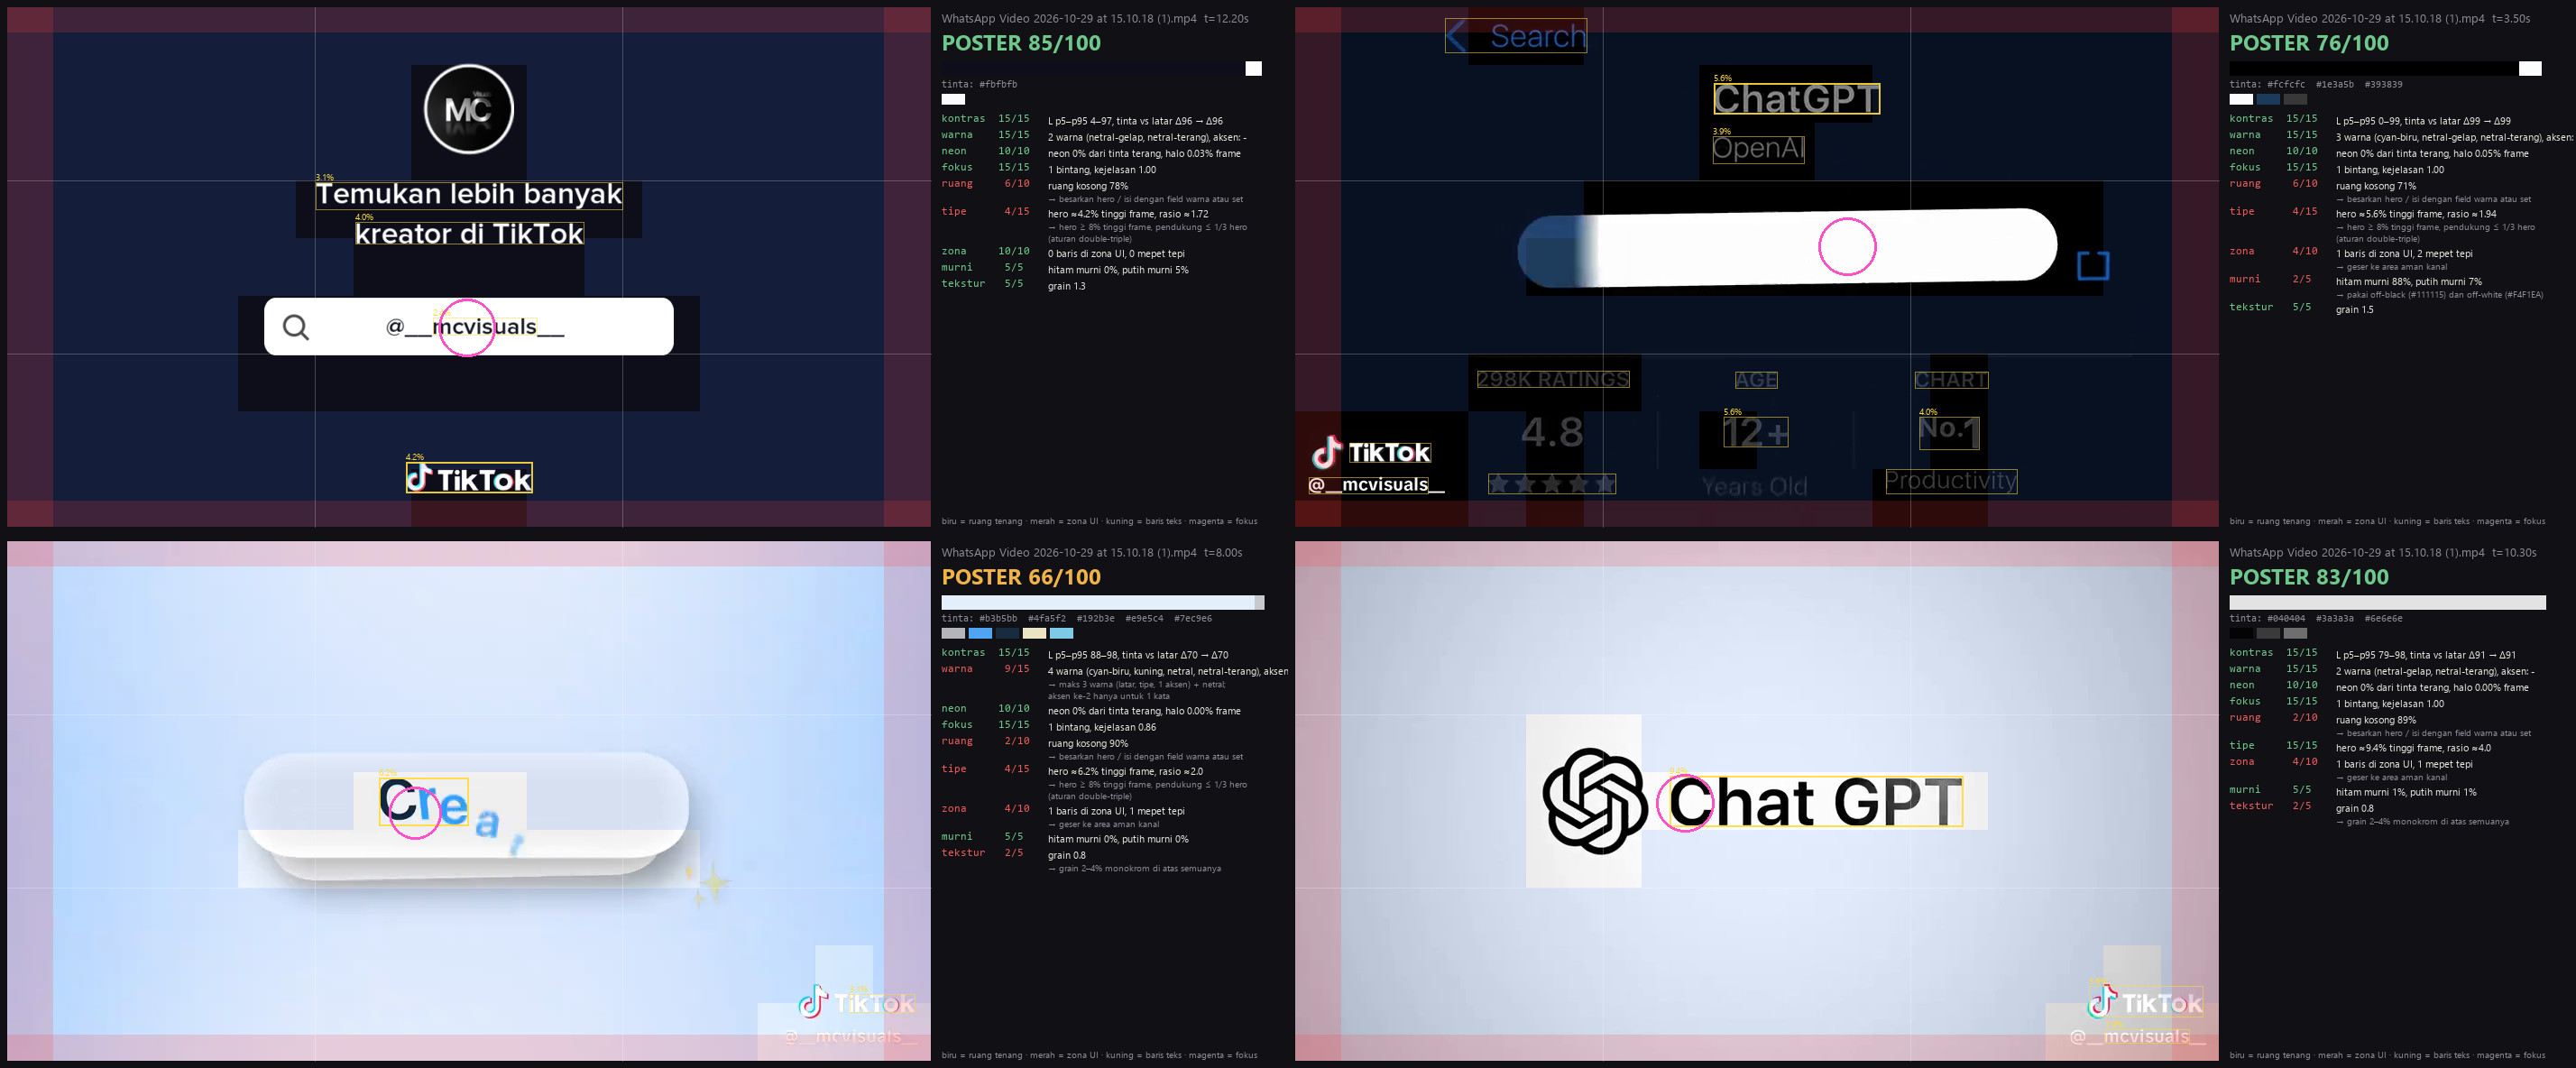 WhatsApp Video 2026-10-29 at 15.10.18 (1).mp4 t=12.20s
POSTER 85/100
tinta: #fbfbfb
kontras 15/15 L p5–p95 4–97, tinta vs latar Δ96 → Δ96
warna 15/15 2 warna (netral-gelap, netral-terang), aksen: -
neon 10/10 neon 0% dari tinta terang, halo 0.03% frame
fokus 15/15 1 bintang, kejelasan 1.00
ruang 6/10 ruang kosong 78%
→ besarkan hero / isi dengan field warna atau set
tipe 4/15 hero ≈4.2% tinggi frame, rasio ≈1.72
→ hero ≥ 8% tinggi frame, pendukung ≤ 1/3 hero
(aturan double-triple)
zona 10/10 0 baris di zona UI, 0 mepet tepi
murni 5/5 hitam murni 0%, putih murni 5%
tekstur 5/5 grain 1.3
biru = ruang tenang · merah = zona UI · kuning = baris teks · magenta = fokus
MC
Visuals
3.1%
Temukan lebih banyak
4.0%
kreator di TikTok
@__mcvisuals__
4.2%
TikTok
WhatsApp Video 2026-10-29 at 15.10.18 (1).mp4 t=3.50s
POSTER 76/100
tinta: #fcfcfc #1e3a5b #393839
kontras 15/15 L p5–p95 0–99, tinta vs latar Δ99 → Δ99
warna 15/15 3 warna (cyan-biru, netral-gelap, netral-terang), aksen:
neon 10/10 neon 0% dari tinta terang, halo 0.05% frame
fokus 15/15 1 bintang, kejelasan 1.00
ruang 6/10 ruang kosong 71%
→ besarkan hero / isi dengan field warna atau set
tipe 4/15 hero ≈5.6% tinggi frame, rasio ≈1.94
→ hero ≥ 8% tinggi frame, pendukung ≤ 1/3 hero
(aturan double-triple)
zona 4/10 1 baris di zona UI, 2 mepet tepi
→ geser ke area aman kanal
murni 2/5 hitam murni 88%, putih murni 7%
→ pakai off-black (#111115) dan off-white (#F4F1EA)
tekstur 5/5 grain 1.5
biru = ruang tenang · merah = zona UI · kuning = baris teks · magenta = fokus
Search
5.6%
ChatGPT
3.9%
OpenAI
298K RATINGS AGE CHART
5.6% 4.0%
4.8 12+ No.1
Years Old Productivity
TikTok
@__mcvisuals__
WhatsApp Video 2026-10-29 at 15.10.18 (1).mp4 t=8.00s
POSTER 66/100
tinta: #b3b5bb #4fa5f2 #192b3e #e9e5c4 #7ec9e6
kontras 15/15 L p5–p95 88–98, tinta vs latar Δ70 → Δ70
warna 9/15 4 warna (cyan-biru, kuning, netral, netral-terang), aksen
→ maks 3 warna (latar, tipe, 1 aksen) + netral;
aksen ke-2 hanya untuk 1 kata
neon 10/10 neon 0% dari tinta terang, halo 0.00% frame
fokus 15/15 1 bintang, kejelasan 0.86
ruang 2/10 ruang kosong 90%
→ besarkan hero / isi dengan field warna atau set
tipe 4/15 hero ≈6.2% tinggi frame, rasio ≈2.0
→ hero ≥ 8% tinggi frame, pendukung ≤ 1/3 hero
(aturan double-triple)
zona 4/10 1 baris di zona UI, 1 mepet tepi
→ geser ke area aman kanal
murni 5/5 hitam murni 0%, putih murni 0%
tekstur 2/5 grain 0.8
→ grain 2–4% monokrom di atas semuanya
biru = ruang tenang · merah = zona UI · kuning = baris teks · magenta = fokus
6.2%
Crea
TikTok
@__mcvisuals__
WhatsApp Video 2026-10-29 at 15.10.18 (1).mp4 t=10.30s
POSTER 83/100
tinta: #040404 #3a3a3a #6e6e6e
kontras 15/15 L p5–p95 79–98, tinta vs latar Δ91 → Δ91
warna 15/15 2 warna (netral-gelap, netral-terang), aksen: -
neon 10/10 neon 0% dari tinta terang, halo 0.00% frame
fokus 15/15 1 bintang, kejelasan 1.00
ruang 2/10 ruang kosong 89%
→ besarkan hero / isi dengan field warna atau set
tipe 15/15 hero ≈9.4% tinggi frame, rasio ≈4.0
zona 4/10 1 baris di zona UI, 1 mepet tepi
→ geser ke area aman kanal
murni 5/5 hitam murni 1%, putih murni 1%
tekstur 2/5 grain 0.8
→ grain 2–4% monokrom di atas semuanya
biru = ruang tenang · merah = zona UI · kuning = baris teks · magenta = fokus
Chat GPT
TikTok
@__mcvisuals__